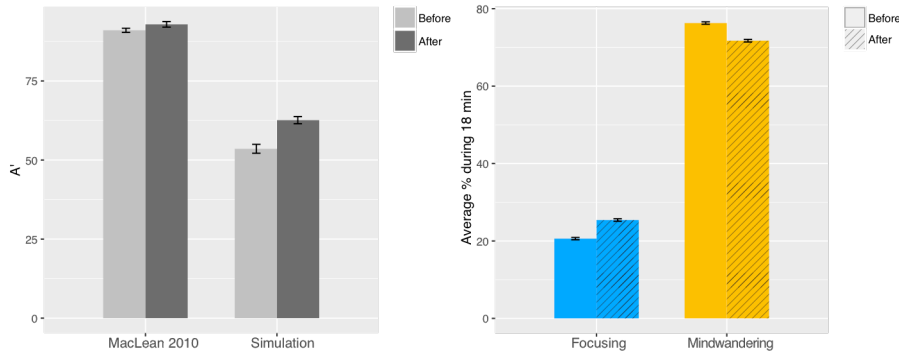 A'
75
50
25
0
MacLean 2010
Simulation
Before
After
Average % during 18 min
80
60
40
20
0
Focusing
Mindwandering
Before
After